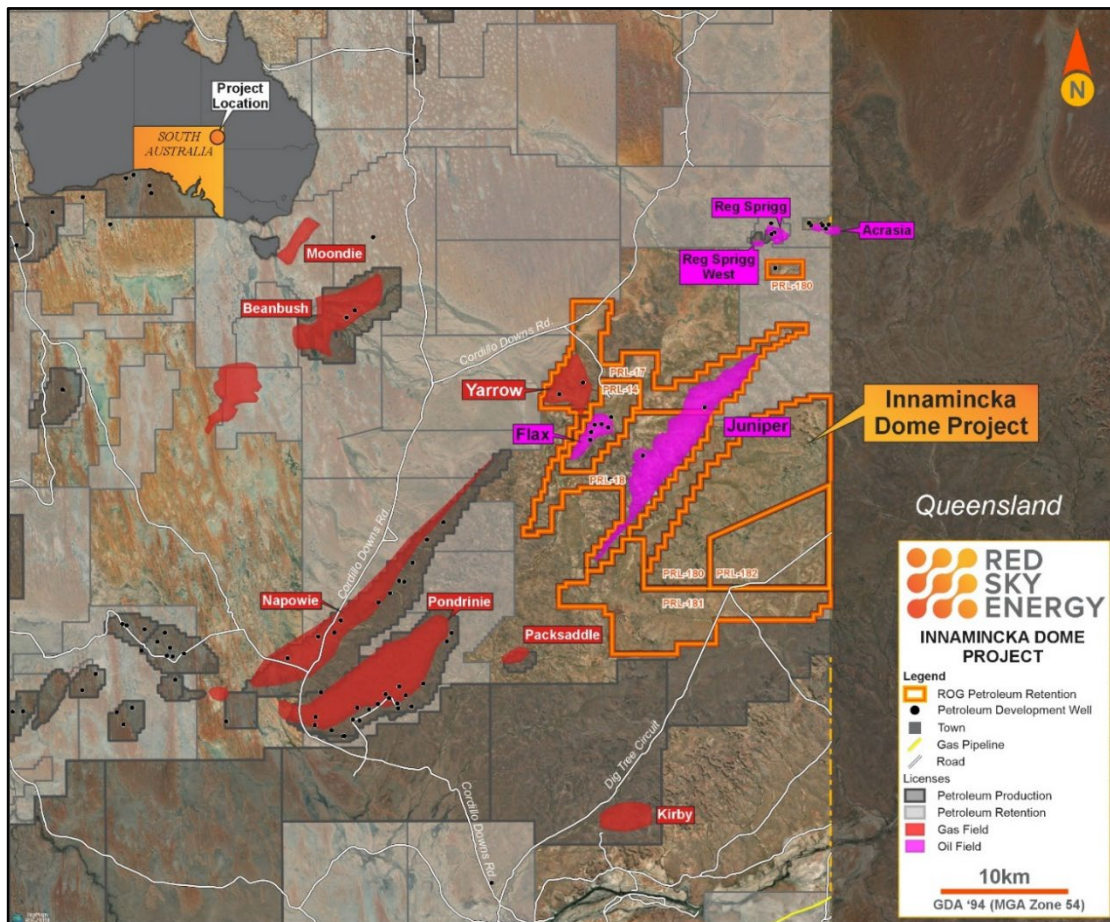 Project
Location
SOUTH
AUSTRALIA
N
Moondie
Beanbush
Reg Sprigg
Acrasia
Reg Sprigg
West
PRL-180
Cordillo Downs Rd.
PRL-17
PRL-14
Yarrow
Flax
Juniper
PRL-18
Innamincka
Dome Project
Queensland
Cordillo Downs Rd.
Napowie
Pondrinie
Packsaddle
PRL-180
PRL-182
PRL-181
Dig Tree Circuit
Kirby
Cordillo Downs Rd.
RED
SKY
ENERGY
INNAMINCKA DOME
PROJECT
Legend
ROG Petroleum Retention
Petroleum Development Well
Town
Gas Pipeline
Road
Licenses
Petroleum Production
Petroleum Retention
Gas Field
Oil Field
10km
GDA '94 (MGA Zone 54)